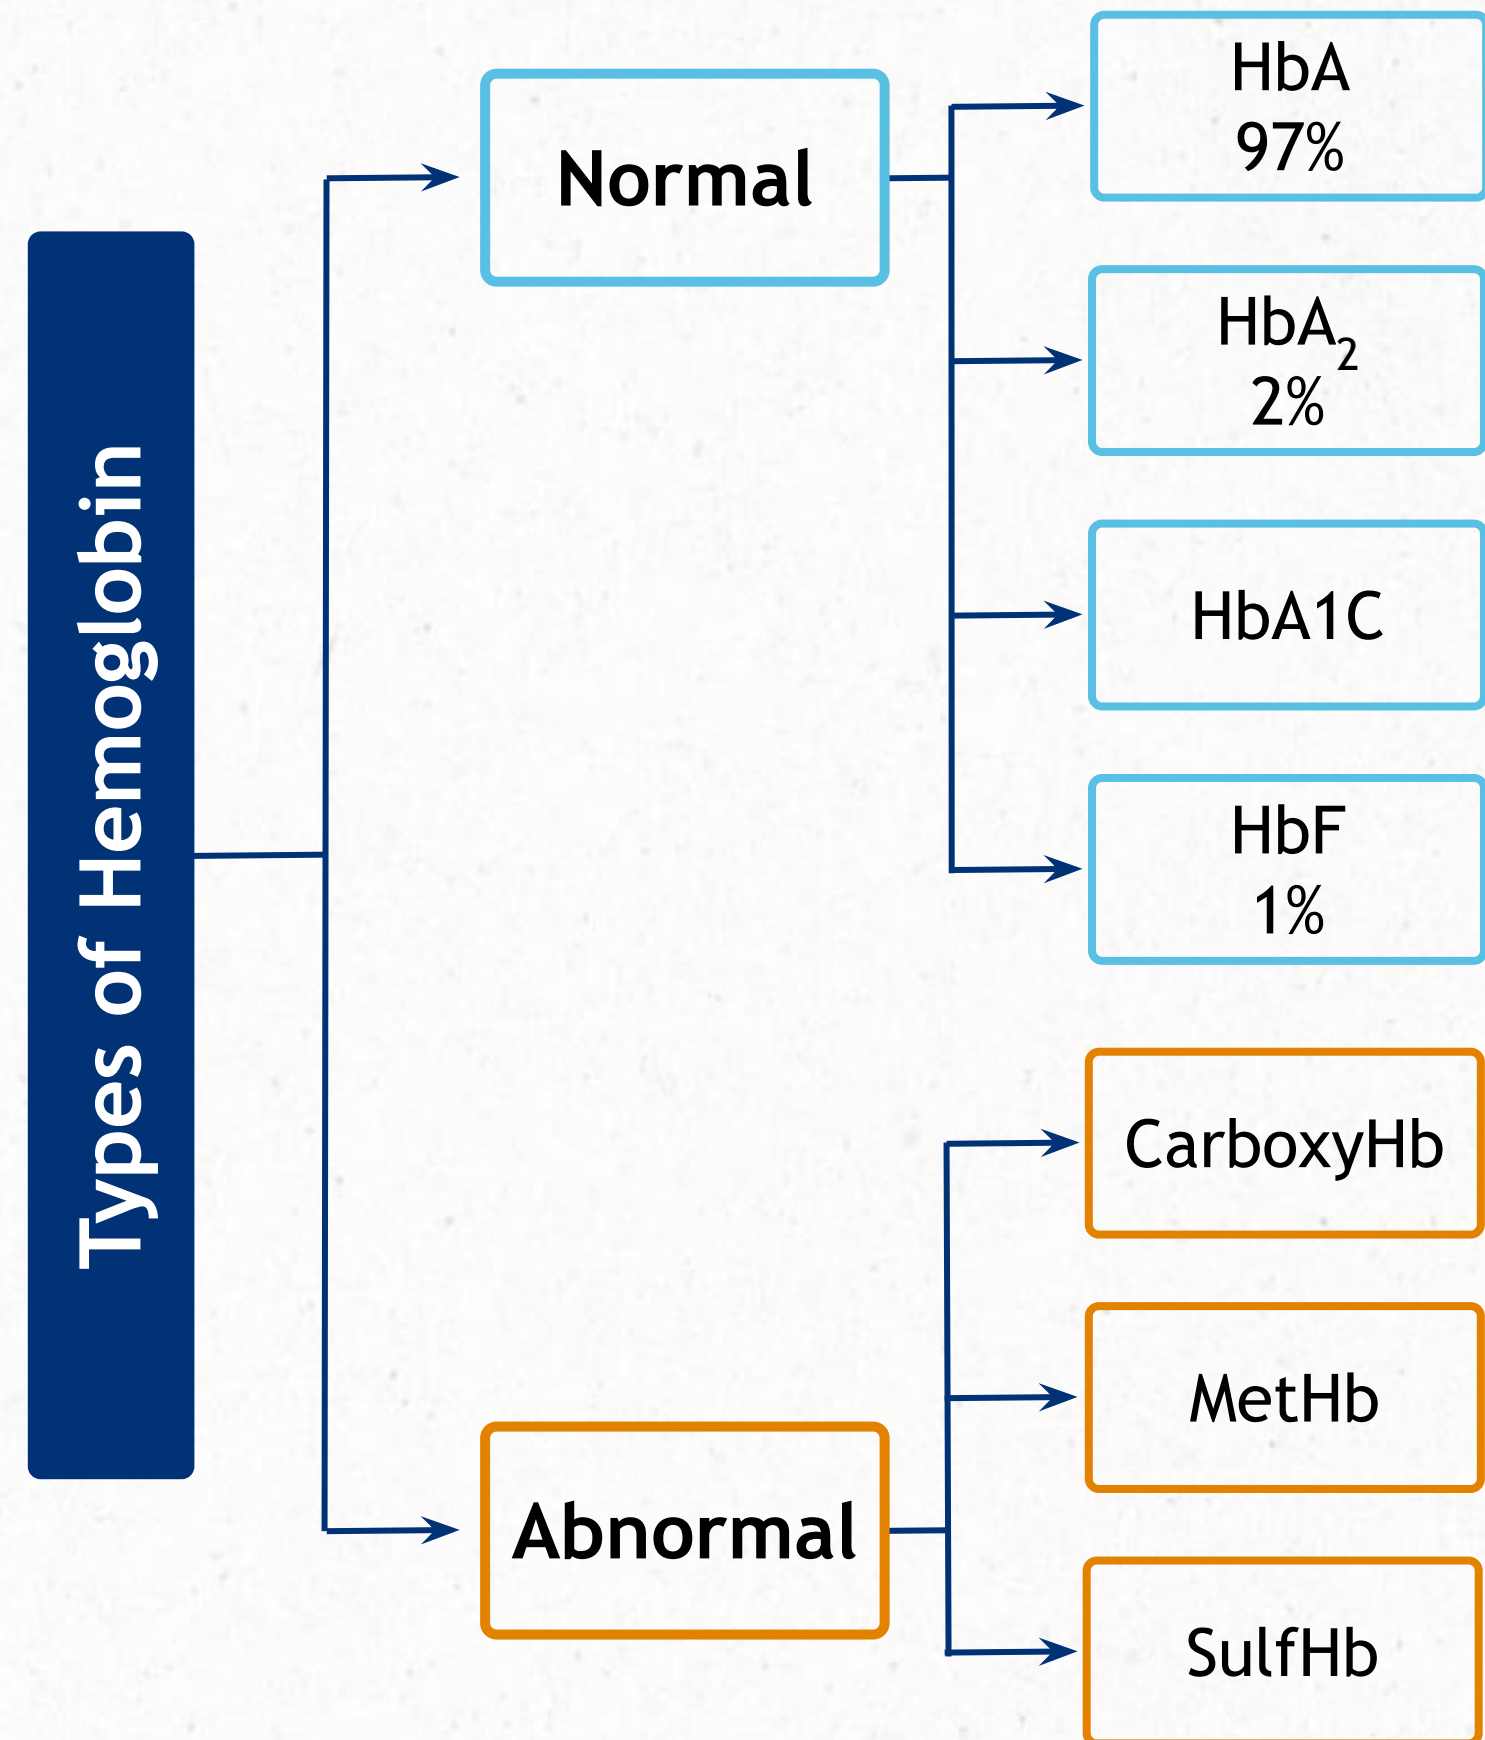 Types of Hemoglobin
Normal
HbA
97%
HbA₂
2%
HbA1C
HbF
1%
Abnormal
CarboxyHb
MetHb
SulfHb